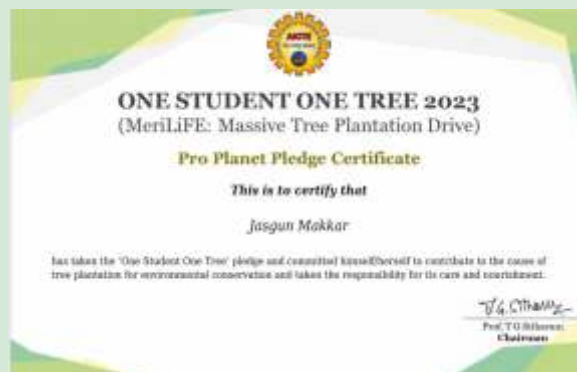 AICTE
ONE STUDENT ONE TREE 2023
(MeriLiFE: Massive Tree Plantation Drive)
Pro Planet Pledge Certificate
This is to certify that
Jasgun Makkar
has taken the 'One Student One Tree' pledge and committed himself/herself to contribute to the cause of
tree plantation for environmental conservation and taken the responsibility for its care and nourishment.
Prof. T G Sitharam
Chairman